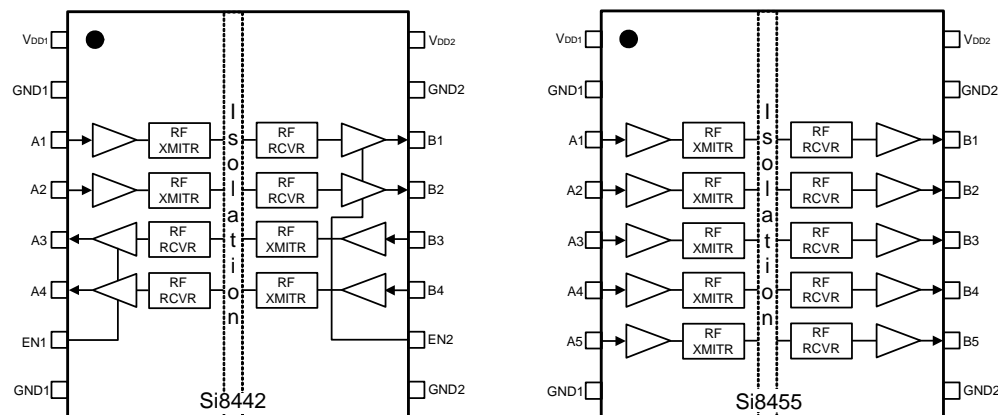 VDD1
VDD2
GND1
GND2
A1
RF XMITR
RF RCVR
B1
A2
RF XMITR
RF RCVR
B2
A3
RF RCVR
RF XMITR
B3
A4
RF RCVR
RF XMITR
B4
EN1
EN2
GND1
GND2
Isolation
Si8442
VDD1
VDD2
GND1
GND2
A1
RF XMITR
RF RCVR
B1
A2
RF XMITR
RF RCVR
B2
A3
RF XMITR
RF RCVR
B3
A4
RF XMITR
RF RCVR
B4
A5
RF XMITR
RF RCVR
B5
GND1
GND2
Isolation
Si8455